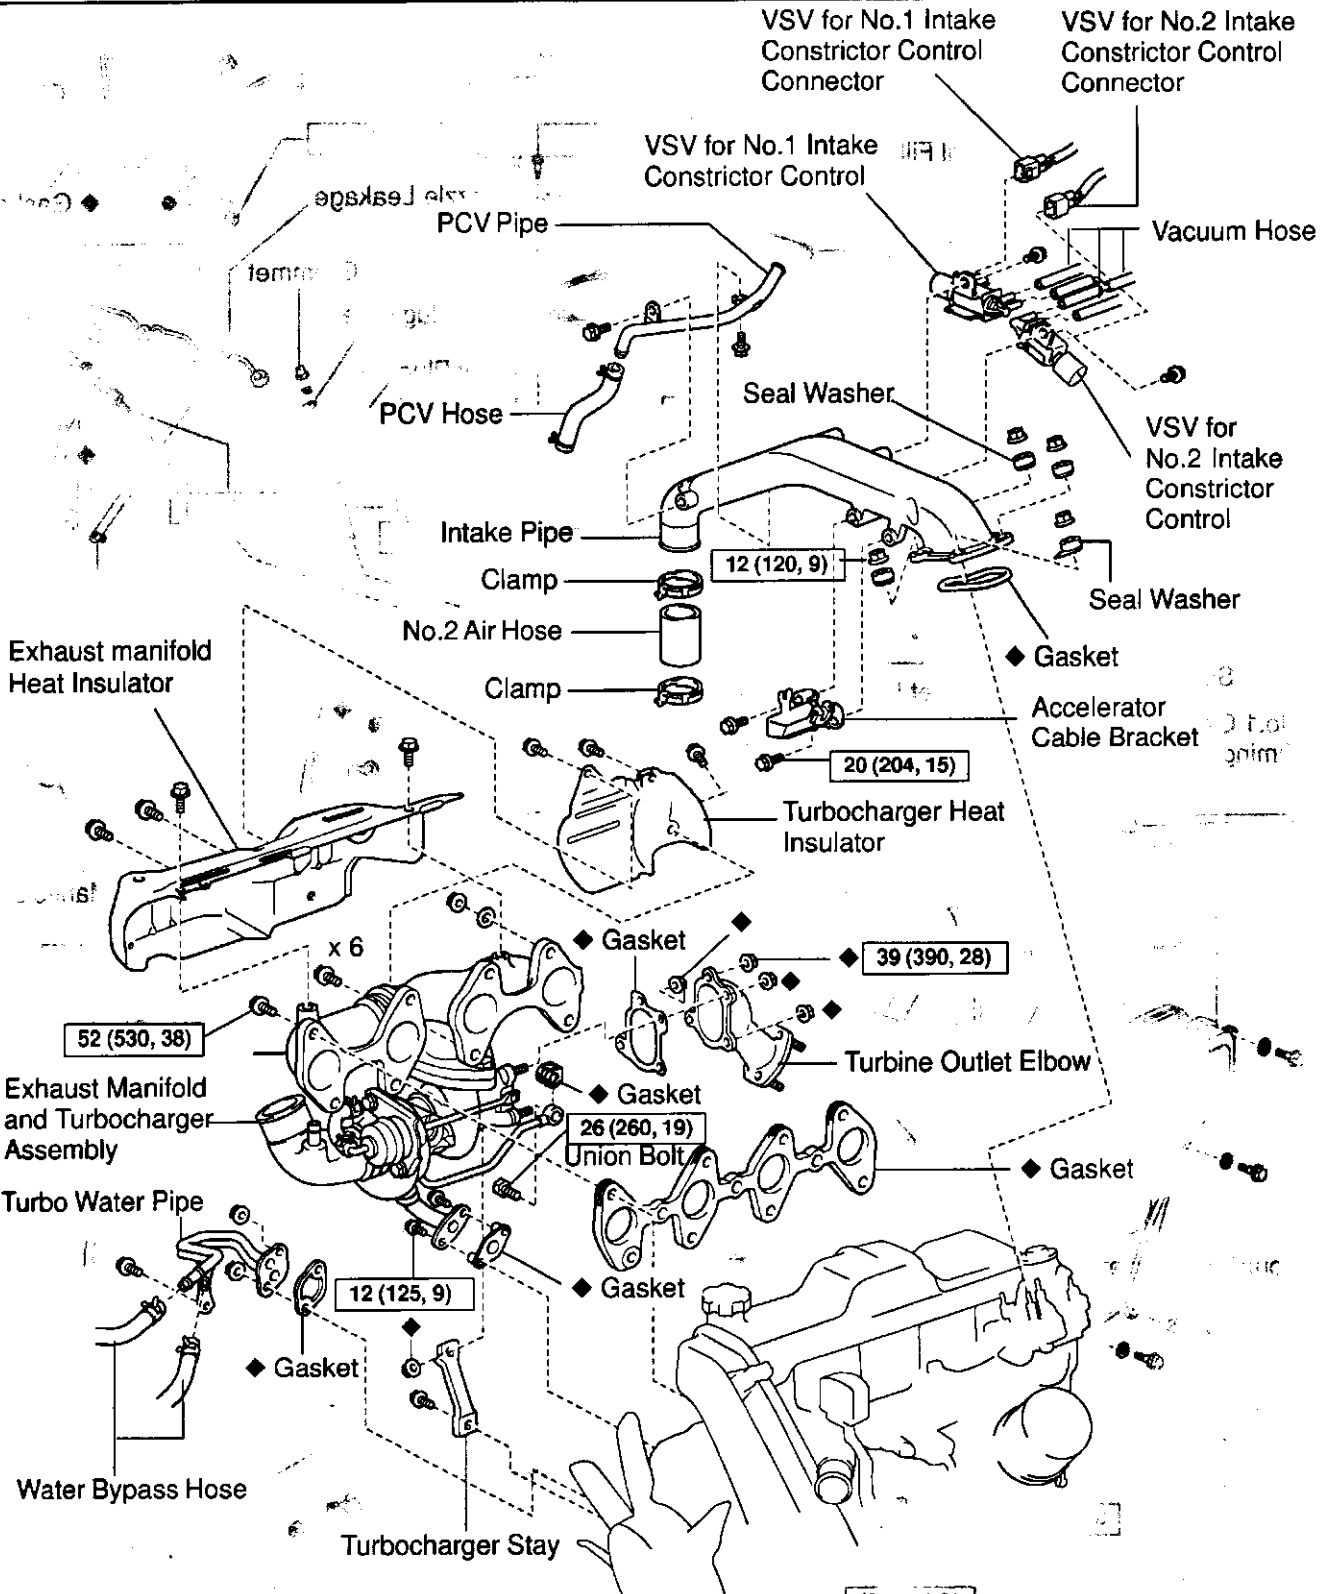 VSV for No.1 Intake
Constrictor Control
Connector
VSV for No.2 Intake
Constrictor Control
Connector
VSV for No.1 Intake
Constrictor Control
PCV Pipe
Vacuum Hose
PCV Hose
Seal Washer
VSV for
No.2 Intake
Constrictor
Control
Intake Pipe
12 (120, 9)
Clamp
Seal Washer
No.2 Air Hose
◆ Gasket
Exhaust manifold
Heat Insulator
Clamp
Accelerator
Cable Bracket
20 (204, 15)
Turbocharger Heat
Insulator
x 6
◆ Gasket
◆
◆ 39 (390, 28)
◆
◆
52 (530, 38)
Turbine Outlet Elbow
Exhaust Manifold
and Turbocharger
Assembly
◆ Gasket
26 (260, 19)
Union Bolt
◆ Gasket
Turbo Water Pipe
12 (125, 9)
◆ Gasket
◆
◆ Gasket
Water Bypass Hose
Turbocharger Stay